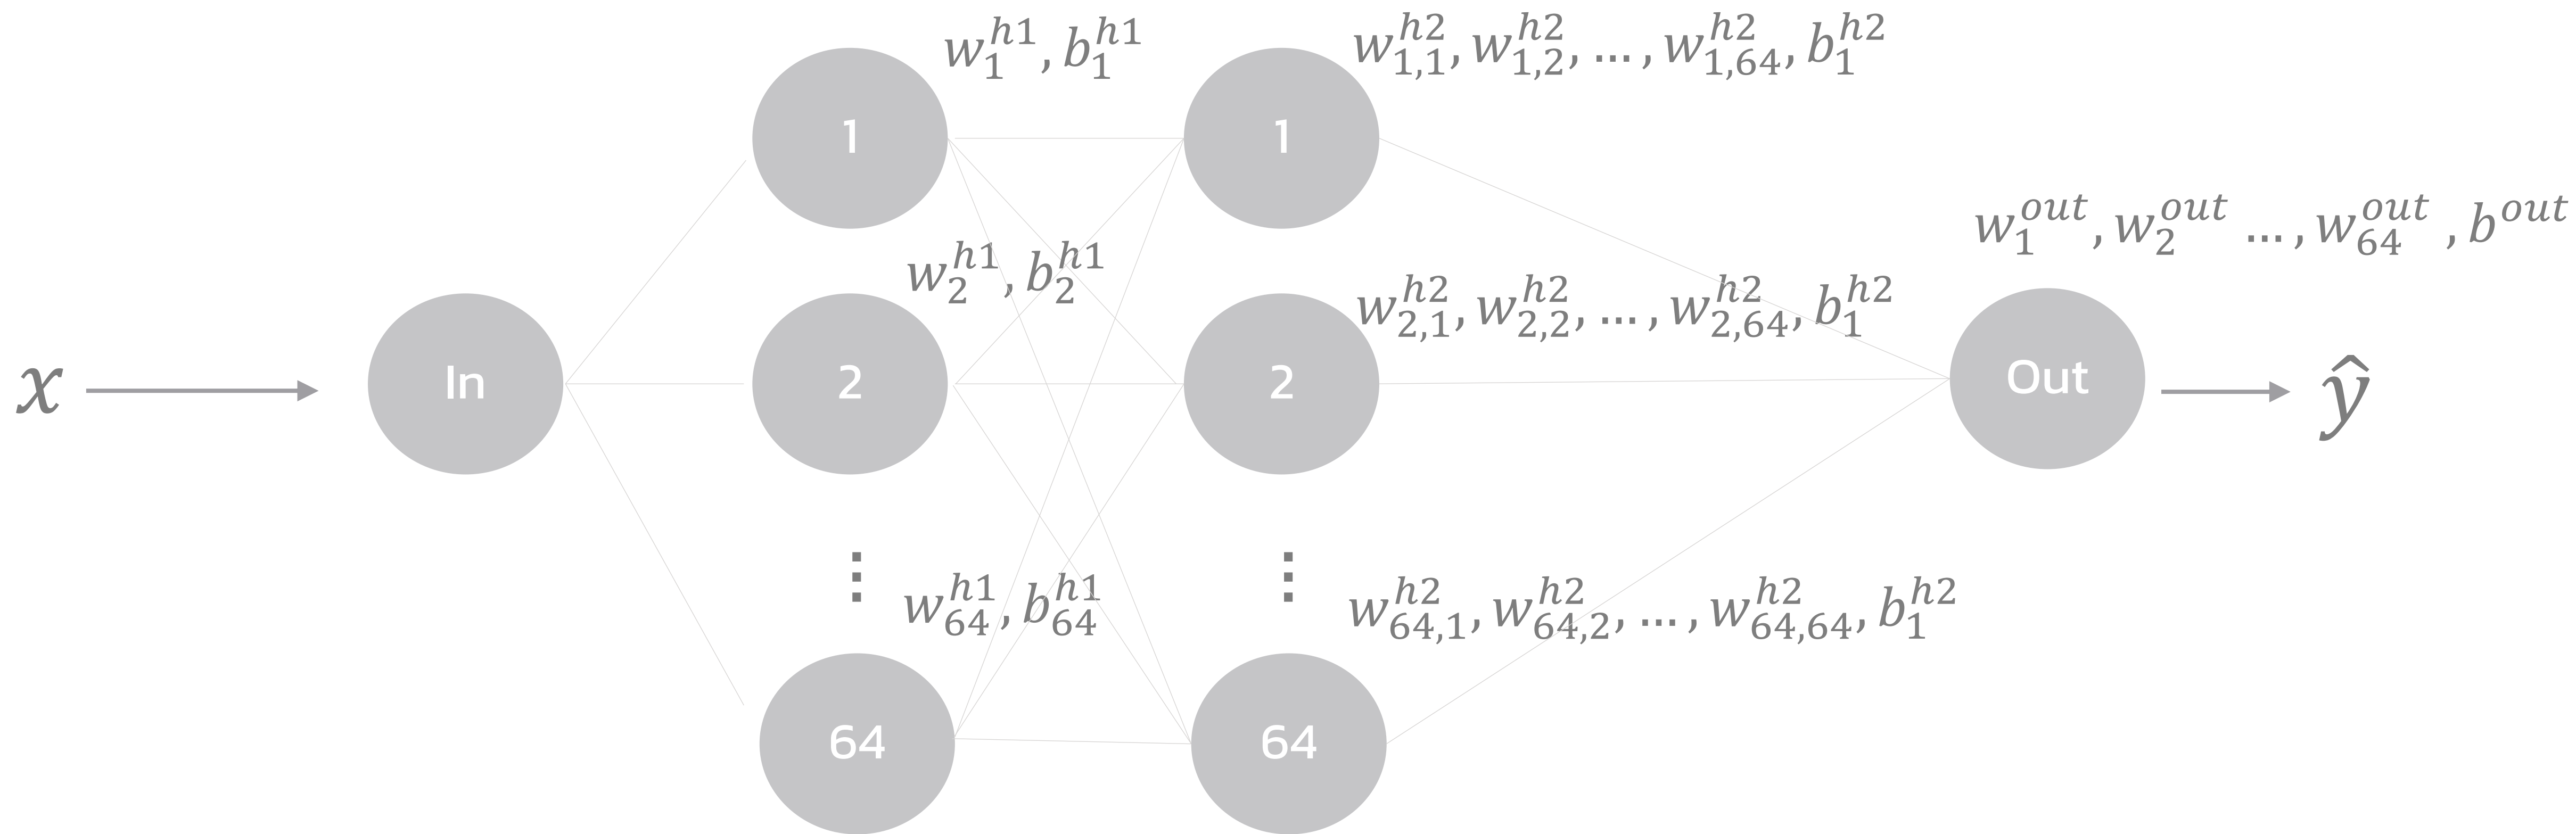 w_1^{h1}, b_1^{h1}
w_{1,1}^{h2}, w_{1,2}^{h2}, ..., w_{1,64}^{h2}, b_1^{h2}
1
1
w_1^{out}, w_2^{out} ..., w_{64}^{out}, b^{out}
w_2^{h1}, b_2^{h1}
w_{2,1}^{h2}, w_{2,2}^{h2}, ..., w_{2,64}^{h2}, b_1^{h2}
x
In
2
2
Out
ŷ
w_{64}^{h1}, b_{64}^{h1}
w_{64,1}^{h2}, w_{64,2}^{h2}, ..., w_{64,64}^{h2}, b_1^{h2}
64
64